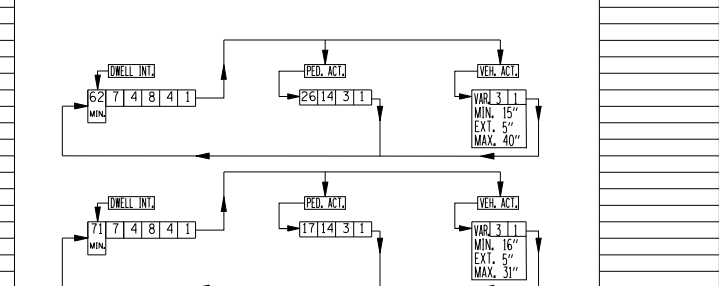 DWELL INT. PED. ACT. VEH. ACT.
62 7 4 8 4 1 26 14 3 1 VAR. 3 1
MIN. MIN. 15"
EXT. 5"
MAX. 40"
DWELL INT. PED. ACT. VEH. ACT.
71 7 4 8 4 1 17 14 3 1 VAR. 3 1
MIN. MIN. 16"
EXT. 5"
MAX. 31"